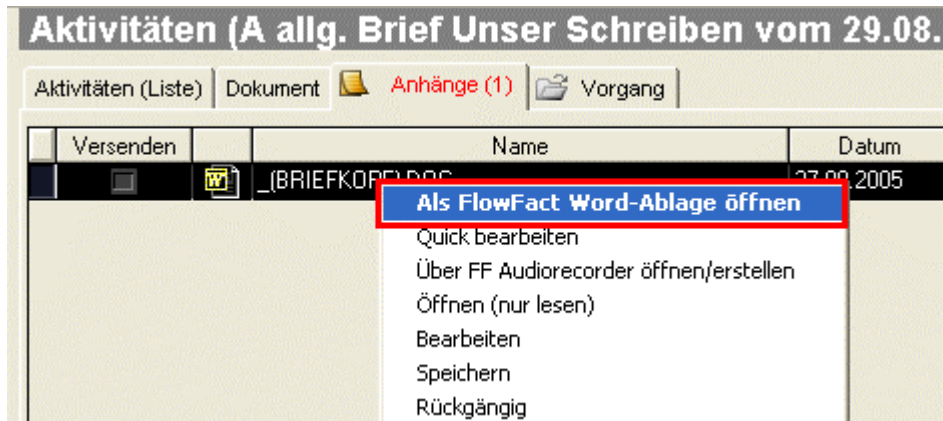 Aktivitäten (A allg. Brief Unser Schreiben vom 29.08.
Aktivitäten (Liste) Dokument Anhänge (1) Vorgang
Versenden Name Datum
_(BRIEFKOPF).DOC 27.09.2005
Als FlowFact Word-Ablage öffnen
Quick bearbeiten
Über FF Audiorecorder öffnen/erstellen
Öffnen (nur lesen)
Bearbeiten
Speichern
Rückgängig